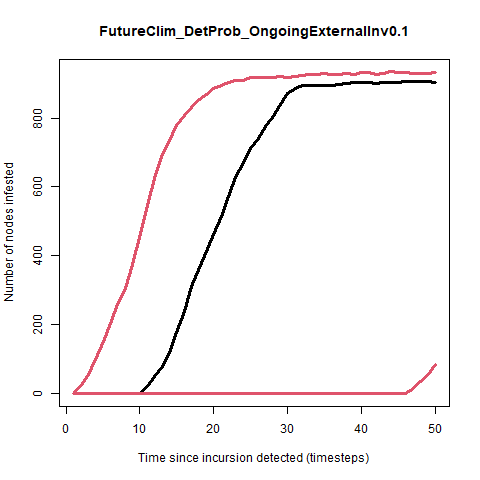 FutureClim_DetProb_OngoingExternalInv0.1
Number of nodes infested
800
600
400
200
0
0 10 20 30 40 50
Time since incursion detected (timesteps)